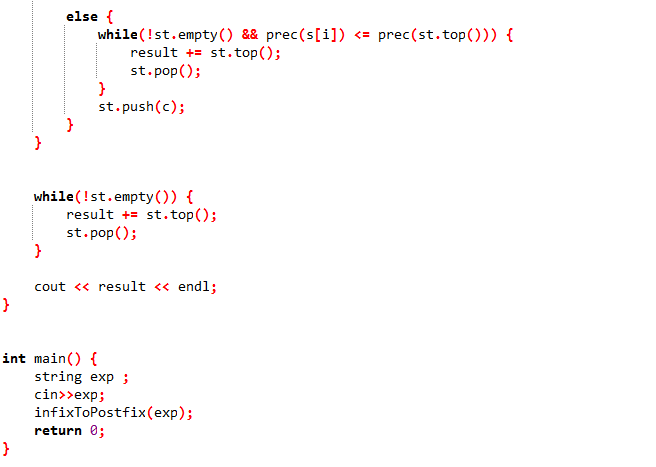 else {
while(!st.empty() && prec(s[i]) <= prec(st.top())) {
result += st.top();
st.pop();
}
st.push(c);
}
}
while(!st.empty()) {
result += st.top();
st.pop();
}
cout << result << endl;
}
int main() {
string exp ;
cin>>exp;
infixToPostfix(exp);
return 0;
}